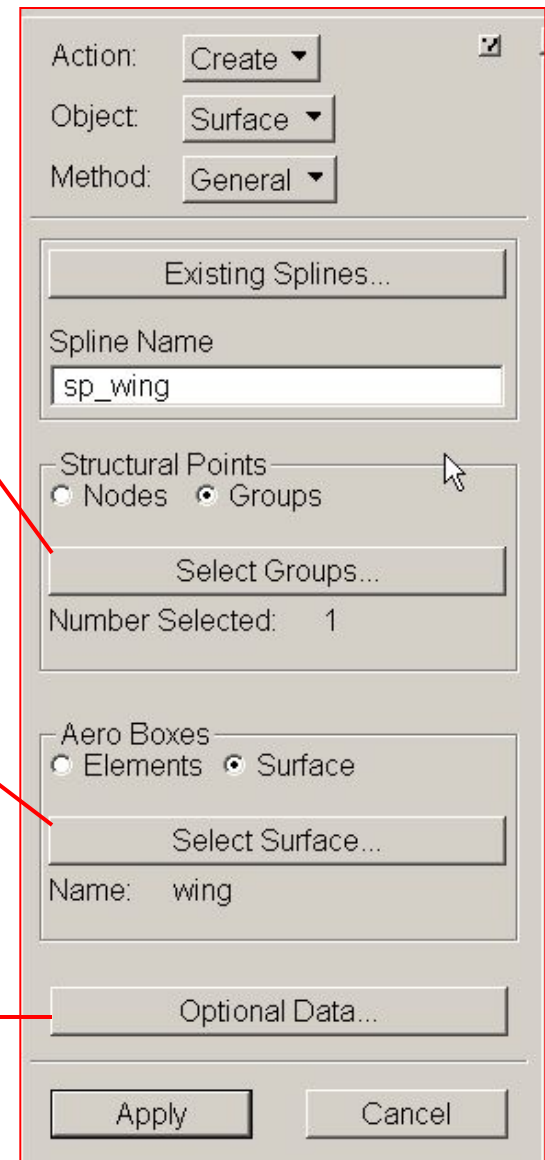 Action: Create
Object: Surface
Method: General
Existing Splines...
Spline Name
sp_wing
Structural Points
Nodes Groups
Select Groups...
Number Selected: 1
Aero Boxes
Elements Surface
Select Surface...
Name: wing
Optional Data...
Apply Cancel